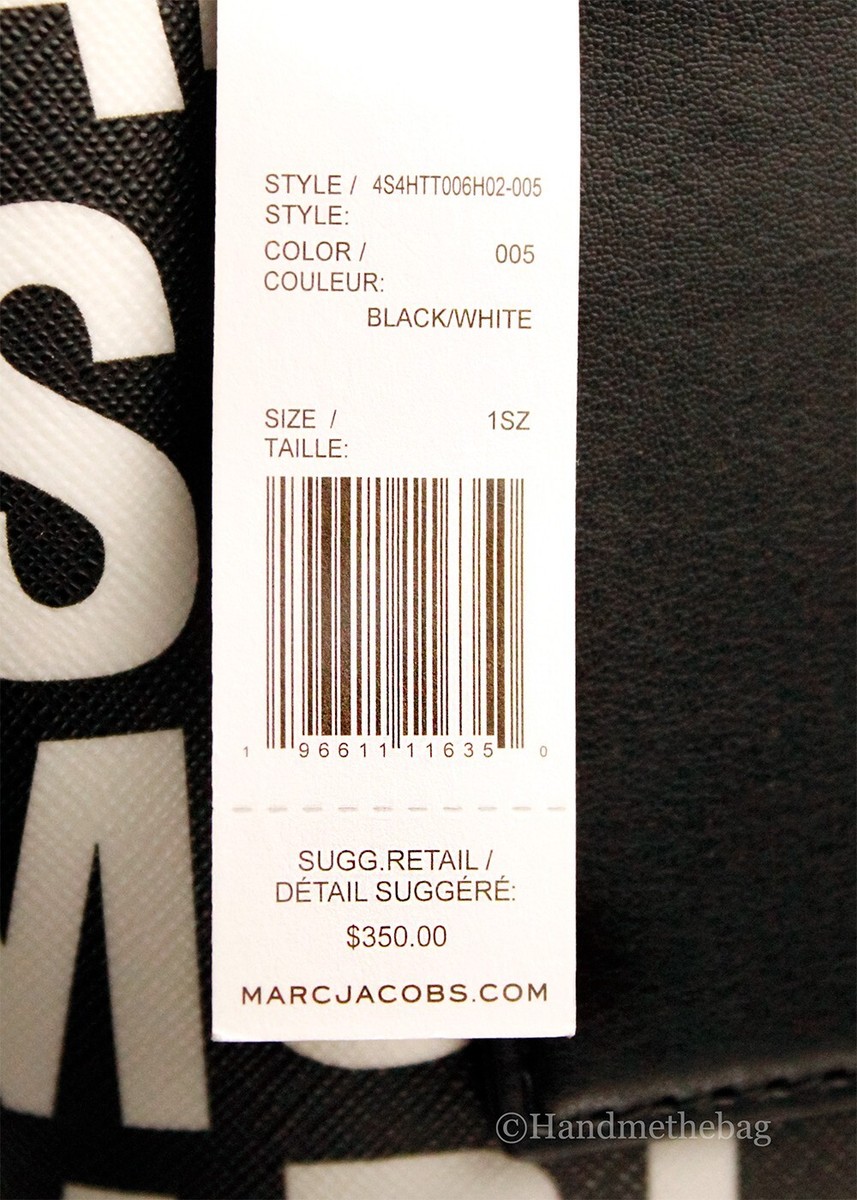 S
M
STYLE / 4S4HTT006H02-005
STYLE:
COLOR / 005
COULEUR:
BLACK/WHITE
SIZE / 1SZ
TAILLE:
1 96611 11635 0
SUGG.RETAIL /
DÉTAIL SUGGÉRÉ:
$350.00
MARCJACOBS.COM
©Handmethebag